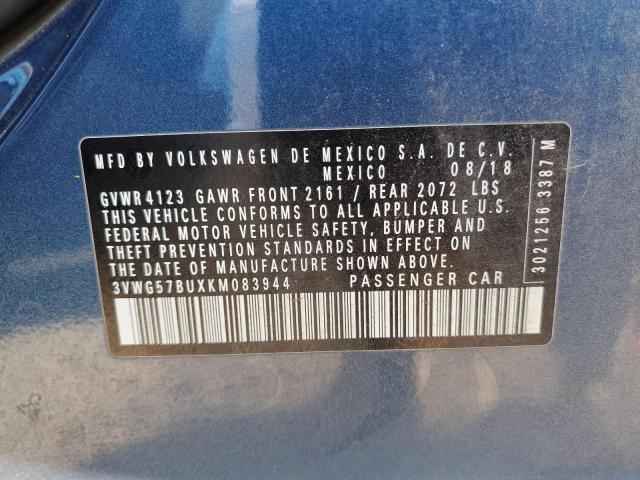 MFD BY VOLKSWAGEN DE MEXICO S.A. DE C.V.
MEXICO 08/18
GVWR 4123 GAWR FRONT 2161 / REAR 2072 LBS
THIS VEHICLE CONFORMS TO ALL APPLICABLE U.S.
FEDERAL MOTOR VEHICLE SAFETY, BUMPER AND
THEFT PREVENTION STANDARDS IN EFFECT ON
THE DATE OF MANUFACTURE SHOWN ABOVE.
3VWG57BUXKM083944 PASSENGER CAR
3021256 3387 M